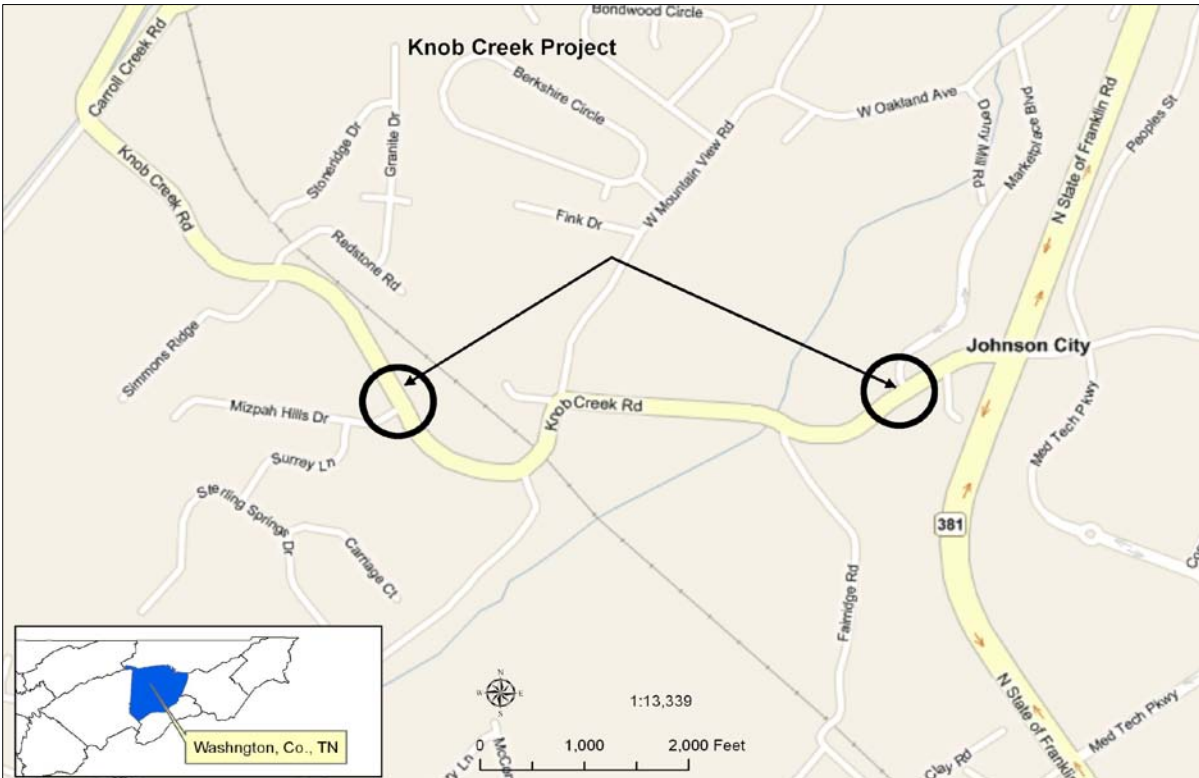 Bondwood Circle
Knob Creek Project
Carroll Creek Rd
Berkshire Circle
W Oakland Ave
Denny Mill Rd
Marketplace Blvd
N State of Franklin Rd
Peoples St
Stoneridge Dr
Granite Dr
Knob Creek Rd
W Mountain View Rd
Fink Dr
Redstone Rd
Simmons Ridge
Johnson City
Mizpah Hills Dr
Knob Creek Rd
Knob Creek Rd
Med Tech Pkwy
Surrey Ln
Sterling Springs Dr
Carriage Ct
381
Fairridge Rd
N
W E
S
1:13,339
Washngton, Co., TN
0 1,000 2,000 Feet
Clay Rd
N State of Franklin
Med Tech Pkwy